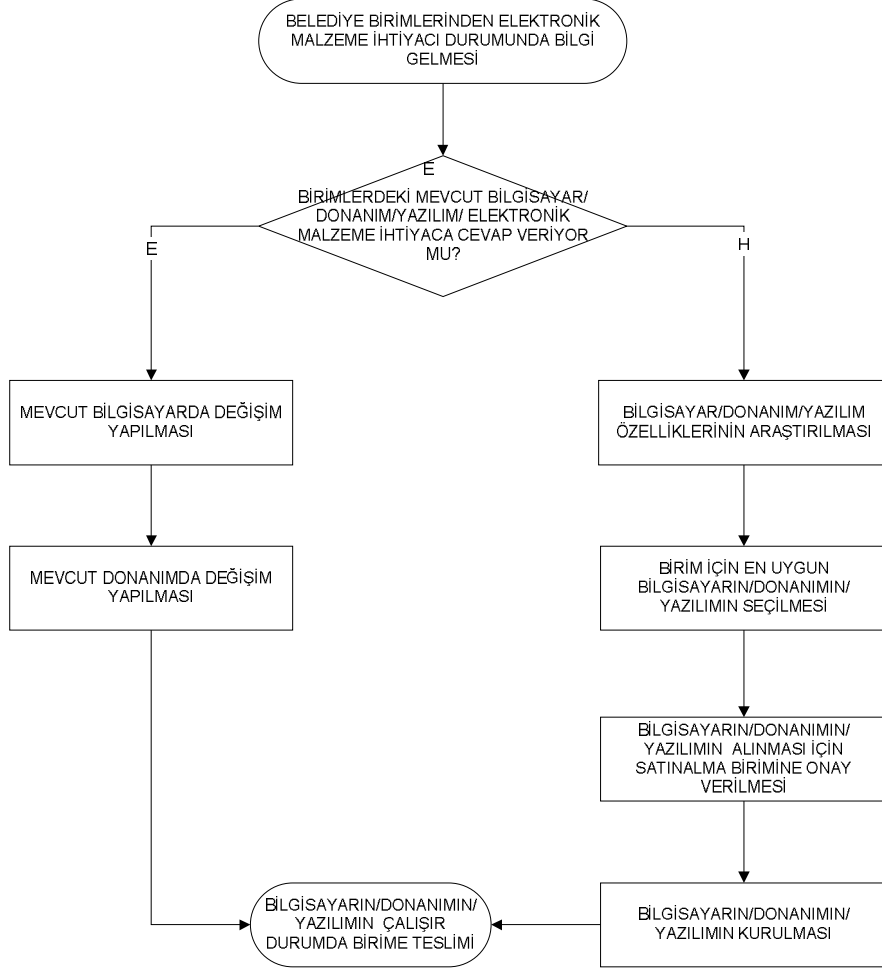 BELEDİYE BİRİMLERİNDEN ELEKTRONİK
MALZEME İHTİYACI DURUMUNDA BİLGİ
GELMESİ
E
BİRİMLERDEKİ MEVCUT BİLGİSAYAR/
DONANIM/YAZILIM/ ELEKTRONİK
MALZEME İHTİYACA CEVAP VERİYOR
MU?
E
H
MEVCUT BİLGİSAYARDA DEĞİŞİM
YAPILMASI
BİLGİSAYAR/DONANIM/YAZILIM
ÖZELLİKLERİNİN ARAŞTIRILMASI
MEVCUT DONANIMDA DEĞİŞİM
YAPILMASI
BİRİM İÇİN EN UYGUN
BİLGİSAYARIN/DONANIMIN/
YAZILIMIN SEÇİLMESİ
BİLGİSAYARIN/DONANIMIN/
YAZILIMIN ALINMASI İÇİN
SATINALMA BİRİMİNE ONAY
VERİLMESİ
BİLGİSAYARIN/DONANIMIN/
YAZILIMIN ÇALIŞIR
DURUMDA BİRİME TESLİMİ
BİLGİSAYARIN/DONANIMIN/
YAZILIMIN KURULMASI